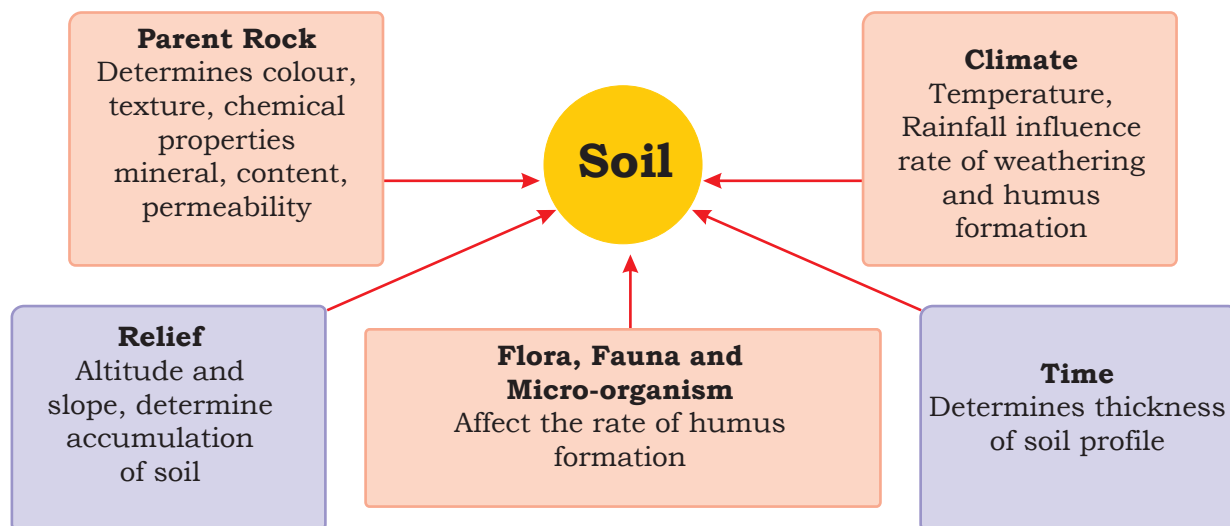 Parent Rock
Determines colour,
texture, chemical
properties
mineral, content,
permeability
Soil
Climate
Temperature,
Rainfall influence
rate of weathering
and humus
formation
Relief
Altitude and
slope, determine
accumulation
of soil
Flora, Fauna and
Micro-organism
Affect the rate of humus
formation
Time
Determines thickness
of soil profile